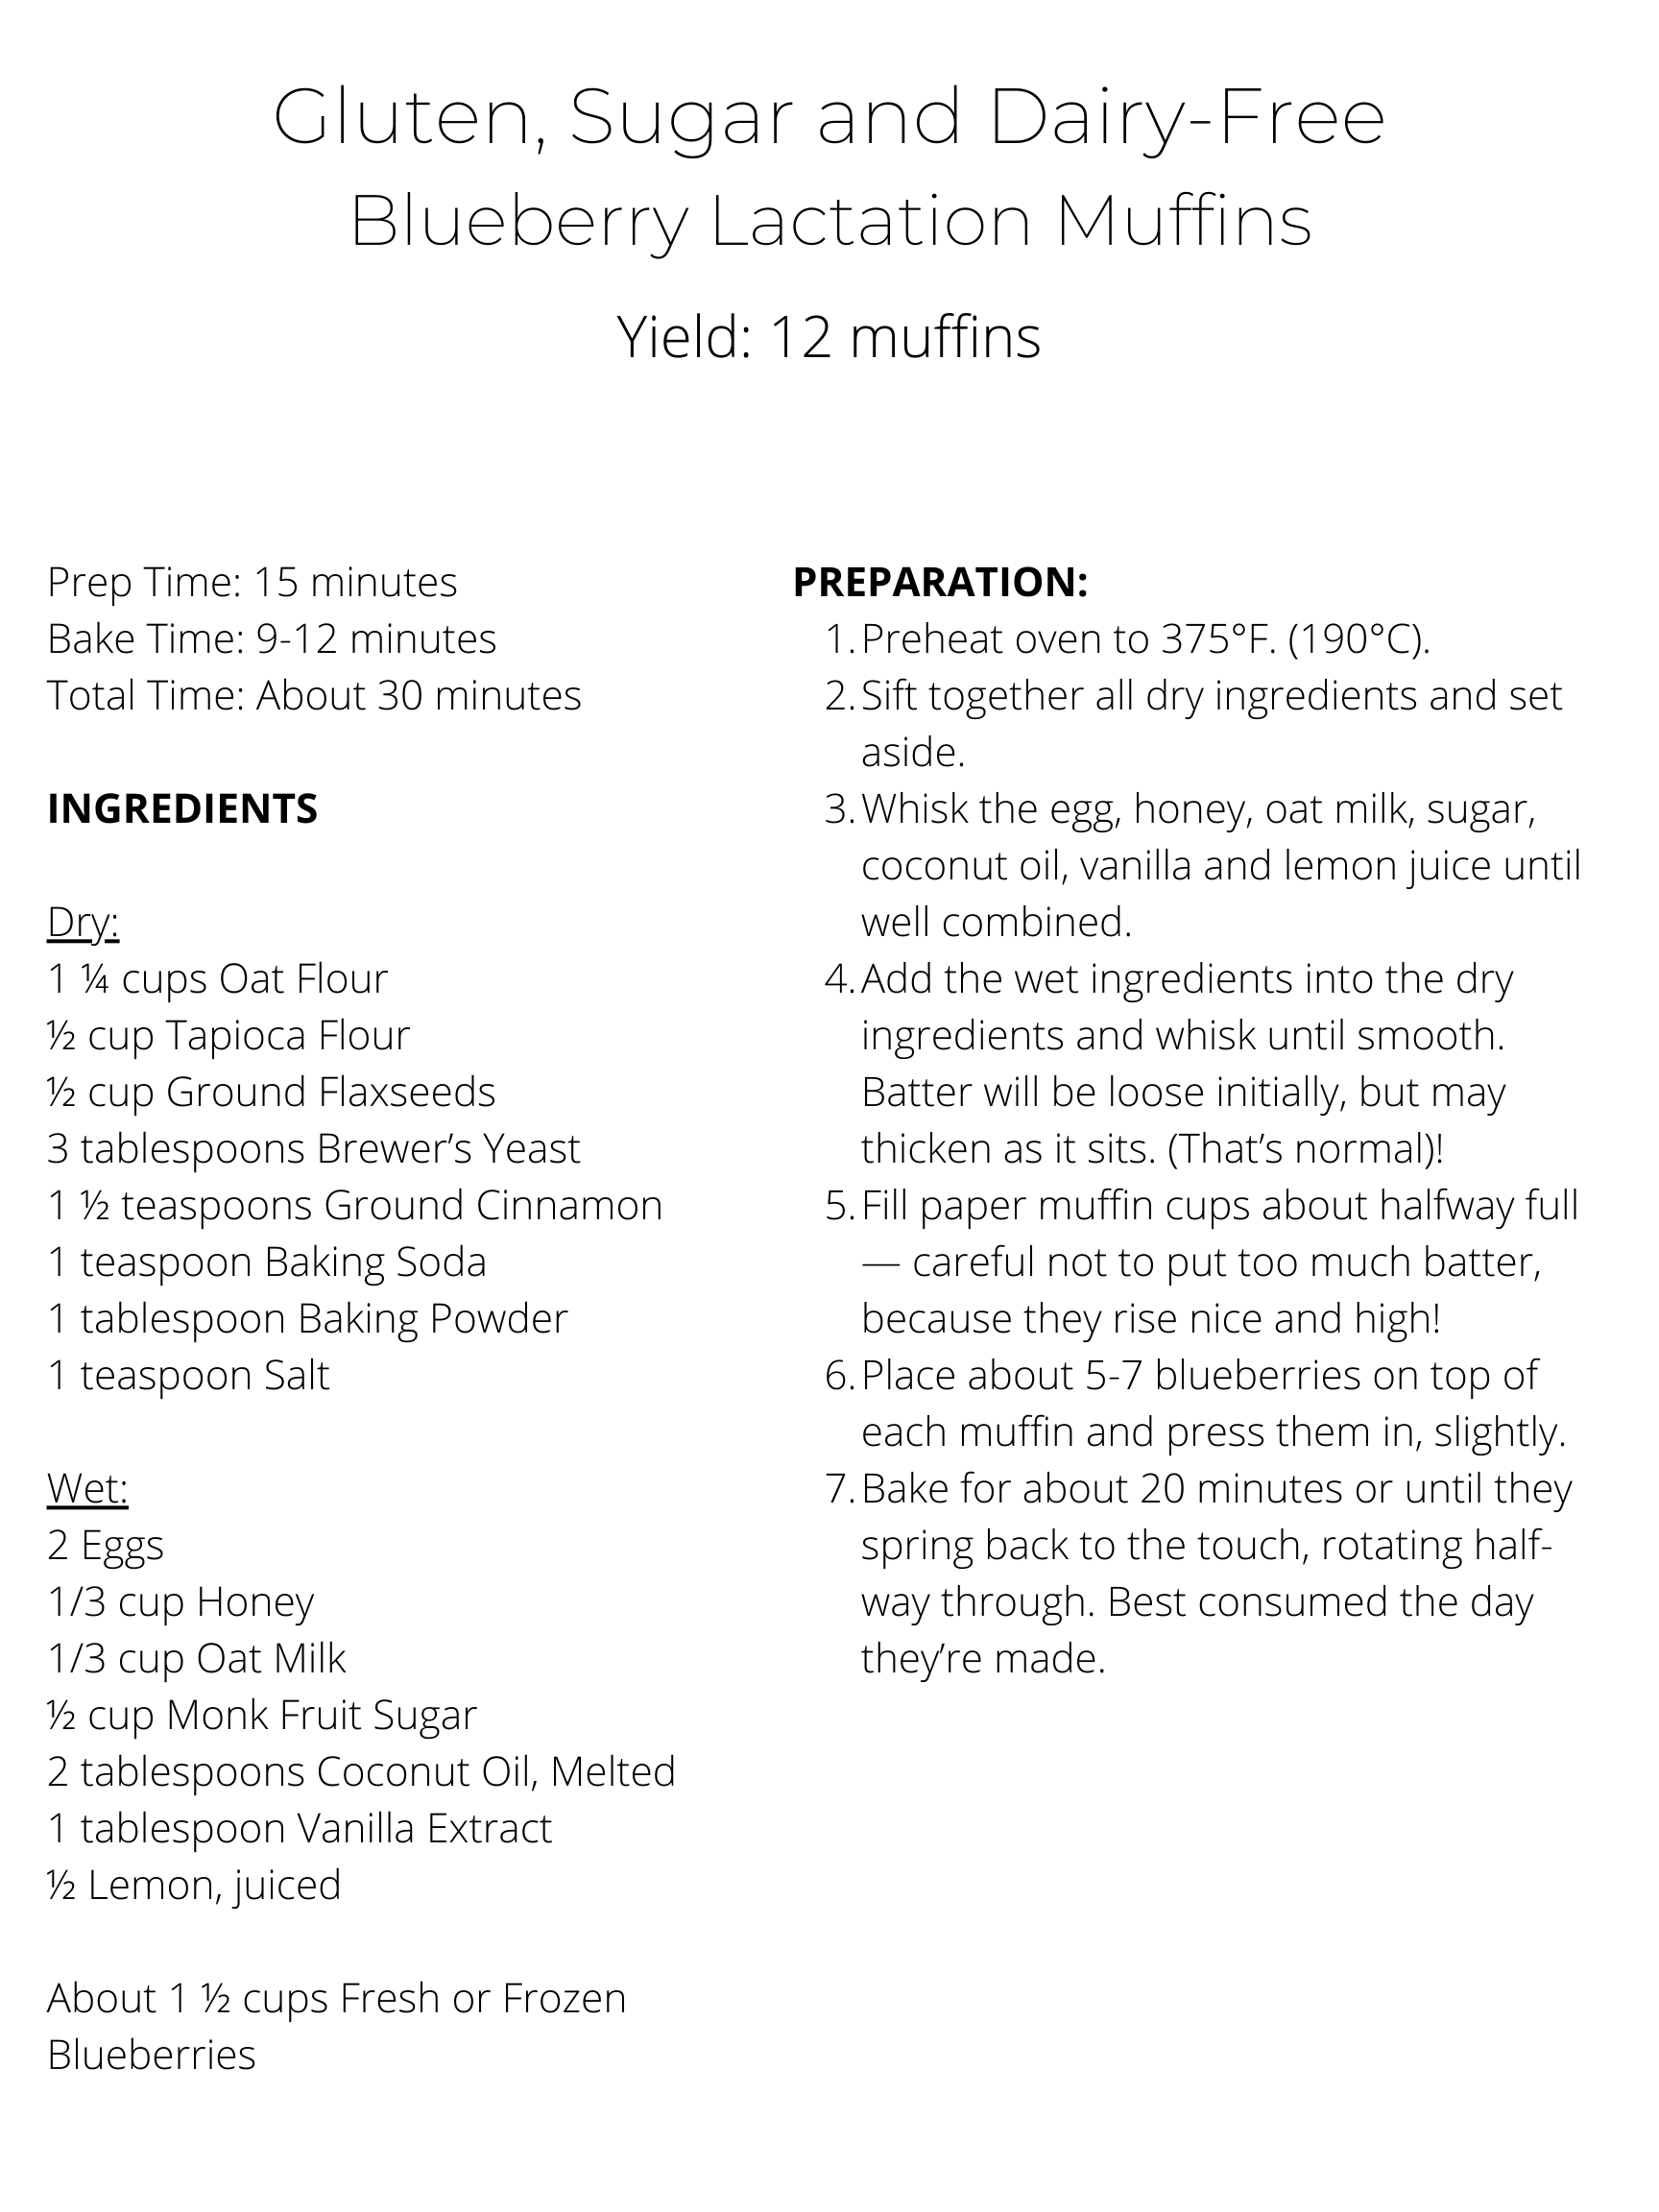 Gluten, Sugar and Dairy-Free
Blueberry Lactation Muffins
Yield: 12 muffins
Prep Time: 15 minutes
Bake Time: 9-12 minutes
Total Time: About 30 minutes
INGREDIENTS
Dry:
1 ¼ cups Oat Flour
½ cup Tapioca Flour
½ cup Ground Flaxseeds
3 tablespoons Brewer’s Yeast
1 ½ teaspoons Ground Cinnamon
1 teaspoon Baking Soda
1 tablespoon Baking Powder
1 teaspoon Salt
Wet:
2 Eggs
1/3 cup Honey
1/3 cup Oat Milk
½ cup Monk Fruit Sugar
2 tablespoons Coconut Oil, Melted
1 tablespoon Vanilla Extract
½ Lemon, juiced
About 1 ½ cups Fresh or Frozen
Blueberries
PREPARATION:
1. Preheat oven to 375°F. (190°C).
2. Sift together all dry ingredients and set
aside.
3. Whisk the egg, honey, oat milk, sugar,
coconut oil, vanilla and lemon juice until
well combined.
4. Add the wet ingredients into the dry
ingredients and whisk until smooth.
Batter will be loose initially, but may
thicken as it sits. (That’s normal)!
5. Fill paper muffin cups about halfway full
— careful not to put too much batter,
because they rise nice and high!
6. Place about 5-7 blueberries on top of
each muffin and press them in, slightly.
7. Bake for about 20 minutes or until they
spring back to the touch, rotating half-
way through. Best consumed the day
they’re made.